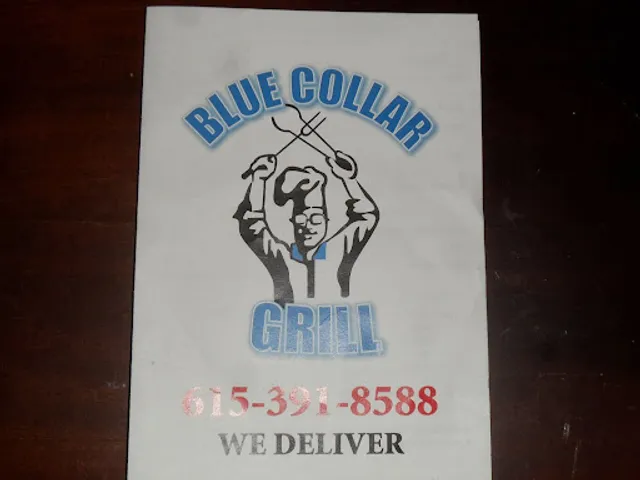 BLUE COLLAR
GRILL
615-391-8588
WE DELIVER